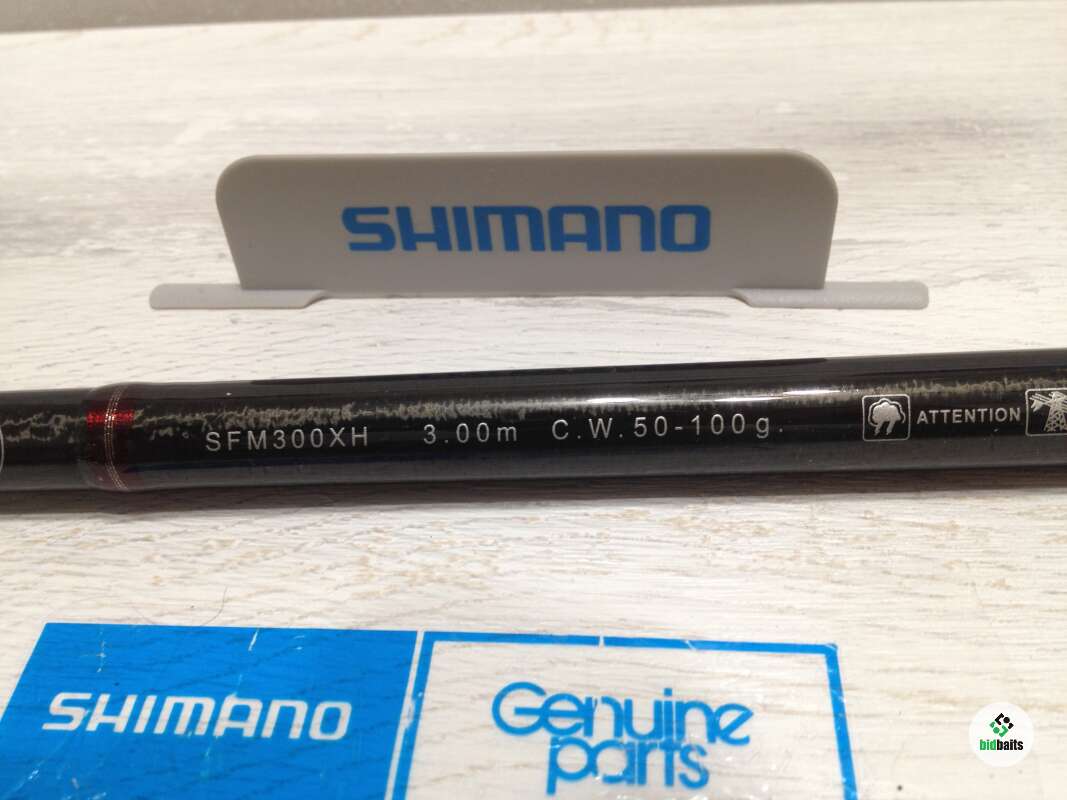 SHIMANO
SFM300XH 3.00m C.W.50-100g.
ATTENTION
SHIMANO
Genuine
parts
bidbaits